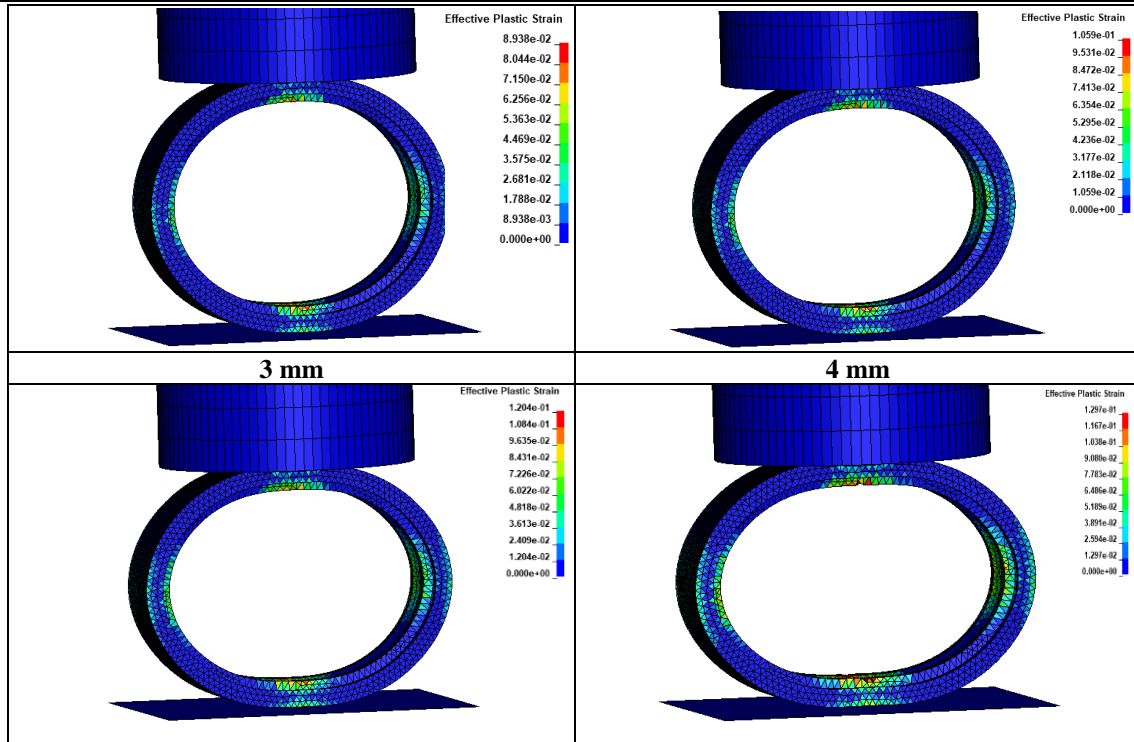 Effective Plastic Strain
8.938e-02
8.044e-02
7.150e-02
6.256e-02
5.363e-02
4.469e-02
3.575e-02
2.681e-02
1.788e-02
8.938e-03
0.000e+00
Effective Plastic Strain
1.059e-01
9.531e-02
8.472e-02
7.413e-02
6.354e-02
5.295e-02
4.236e-02
3.177e-02
2.118e-02
1.059e-02
0.000e+00
3 mm
4 mm
Effective Plastic Strain
1.204e-01
1.084e-01
9.635e-02
8.431e-02
7.226e-02
6.022e-02
4.818e-02
3.613e-02
2.409e-02
1.204e-02
0.000e+00
Effective Plastic Strain
1.297e-01
1.167e-01
1.038e-01
9.080e-02
7.783e-02
6.486e-02
5.189e-02
3.891e-02
2.594e-02
1.297e-02
0.000e+00